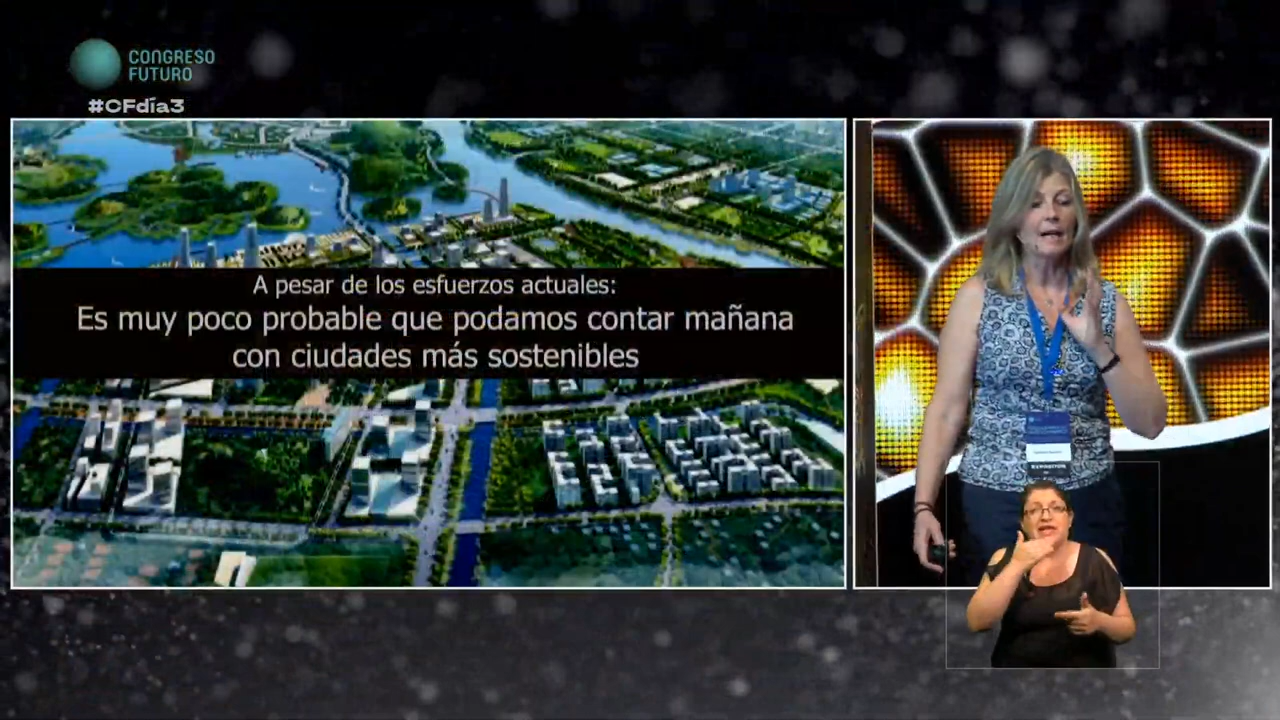 CONGRESO
FUTURO
#CFdía3
A pesar de los esfuerzos actuales:
Es muy poco probable que podamos contar mañana
con ciudades más sostenibles
EXPOSITOR